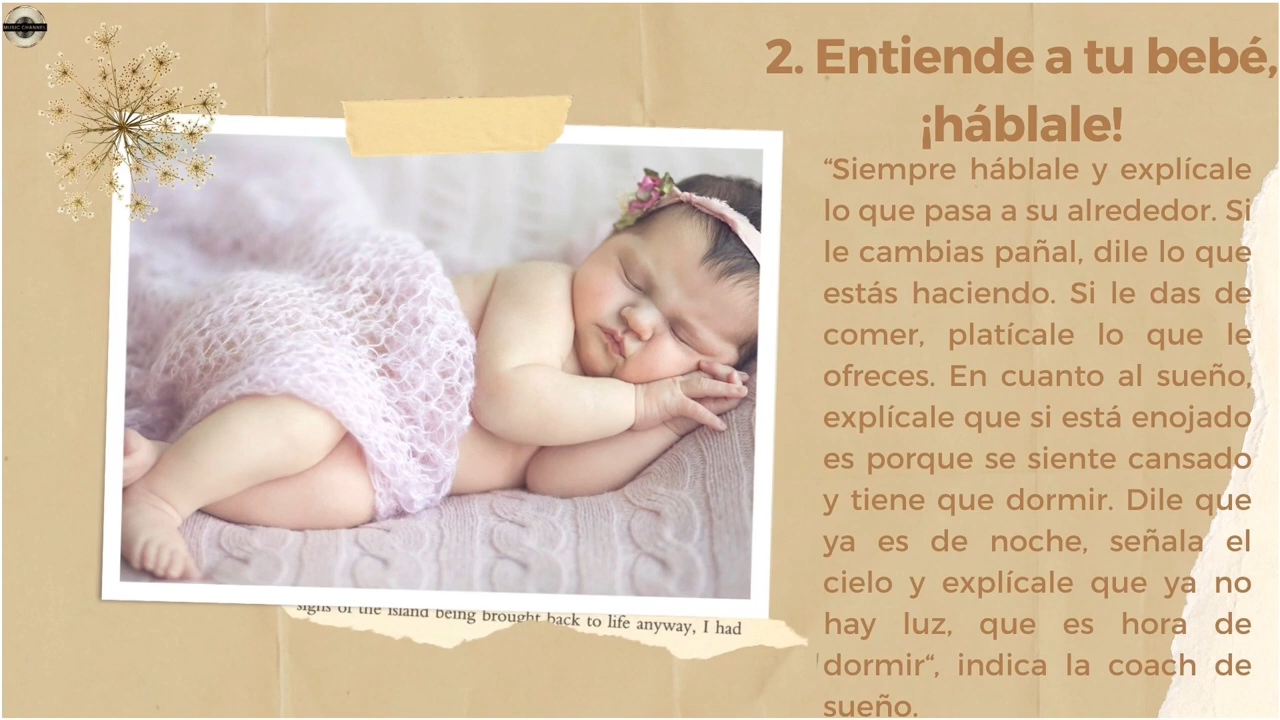 MUSIC CHANNEL
2. Entiende a tu bebé,
¡háblale!
“Siempre háblale y explícale
lo que pasa a su alrededor. Si
le cambias pañal, dile lo que
estás haciendo. Si le das de
comer, platícale lo que le
ofreces. En cuanto al sueño,
explícale que si está enojado
es porque se siente cansado
y tiene que dormir. Dile que
ya es de noche, señala el
cielo y explícale que ya no
hay luz, que es hora de
dormir“, indica la coach de
sueño.
signs of the island being brought back to life anyway, I had